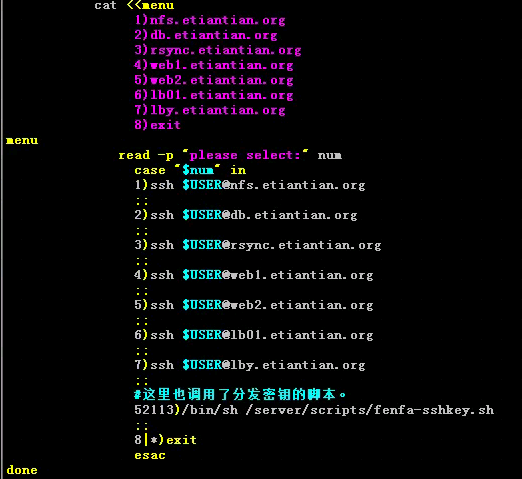 cat <<menu
1)nfs.etiantian.org
2)db.etiantian.org
3)rsync.etiantian.org
4)web1.etiantian.org
5)web2.etiantian.org
6)lb01.etiantian.org
7)lby.etiantian.org
8)exit
menu
read -p "please select:" num
case "$num" in
1)ssh $USER@nfs.etiantian.org
;;
2)ssh $USER@db.etiantian.org
;;
3)ssh $USER@rsync.etiantian.org
;;
4)ssh $USER@web1.etiantian.org
;;
5)ssh $USER@web2.etiantian.org
;;
6)ssh $USER@lb01.etiantian.org
;;
7)ssh $USER@lby.etiantian.org
;;
#这里也调用了分发密钥的脚本。
52113)/bin/sh /server/scripts/fenfa-sshkey.sh
;;
8|*)exit
esac
done